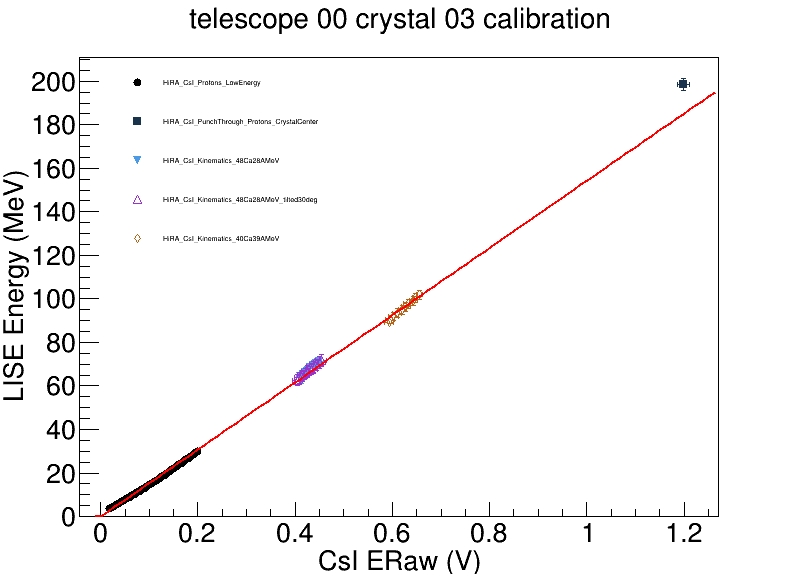 telescope 00 crystal 03 calibration
LISE Energy (MeV)
200
180
160
140
120
100
80
60
40
20
0
HiRA_CsI_Protons_LowEnergy
HiRA_CsI_PunchThrough_Protons_CrystalCenter
HiRA_CsI_Kinematics_48Ca28AMeV
HiRA_CsI_Kinematics_48Ca28AMeV_tilted30deg
HiRA_CsI_Kinematics_40Ca39AMeV
0 0.2 0.4 0.6 0.8 1 1.2
CsI ERaw (V)